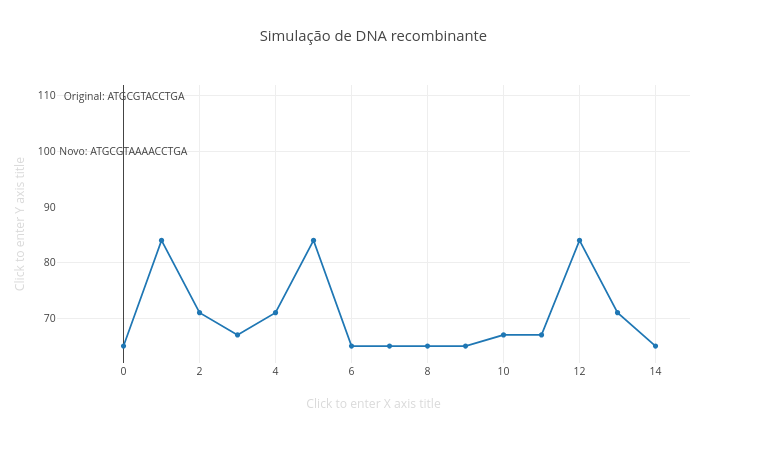 Simulação de DNA recombinante
110
Original: ATGCGTACCTGA
100
Novo: ATGCGTAAAACCTGA
90
80
70
0 2 4 6 8 10 12 14
Click to enter Y axis title
Click to enter X axis title